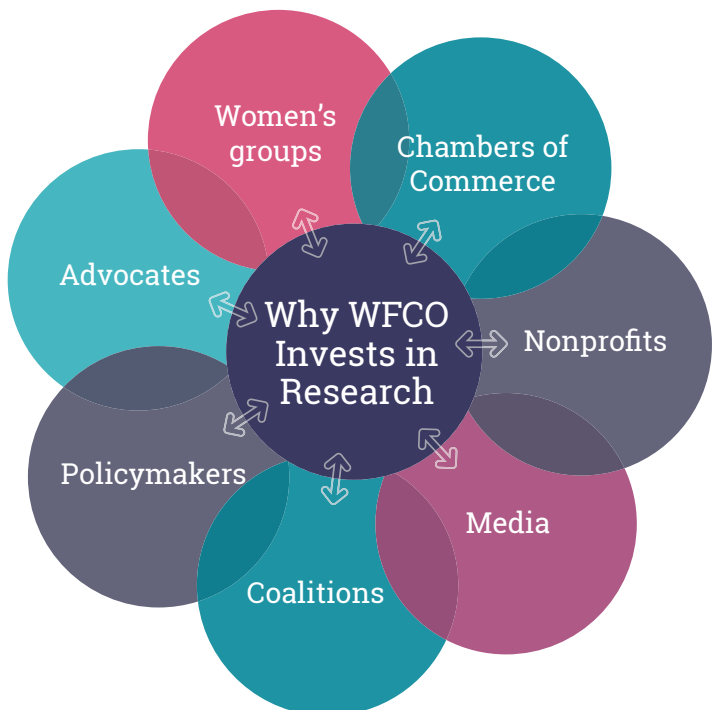 Women's
groups
Chambers of
Commerce
Advocates
Why WFCO
Invests in
Research
Nonprofits
Policymakers
Media
Coalitions